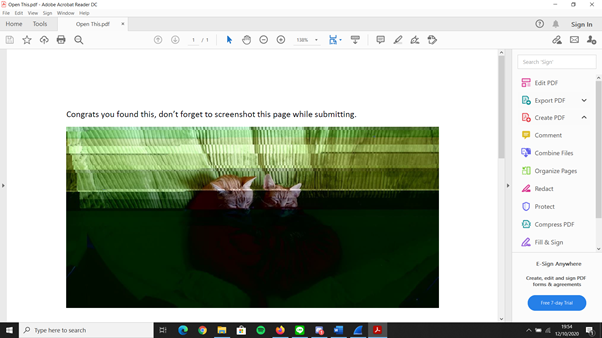 Open This.pdf - Adobe Acrobat Reader DC
File Edit View Sign Window Help
Home Tools Open This.pdf × Sign In
1 / 1 138%
Congrats you found this, don't forget to screenshot this page while submitting.
Search 'Sign'
Edit PDF
Export PDF
Create PDF
Comment
Combine Files
Organize Pages
Redact
Protect
Compress PDF
Fill & Sign
E-Sign Anywhere
Create, edit and sign PDF
forms & agreements
Free 7-day Trial
Type here to search
19:54
12/10/2020